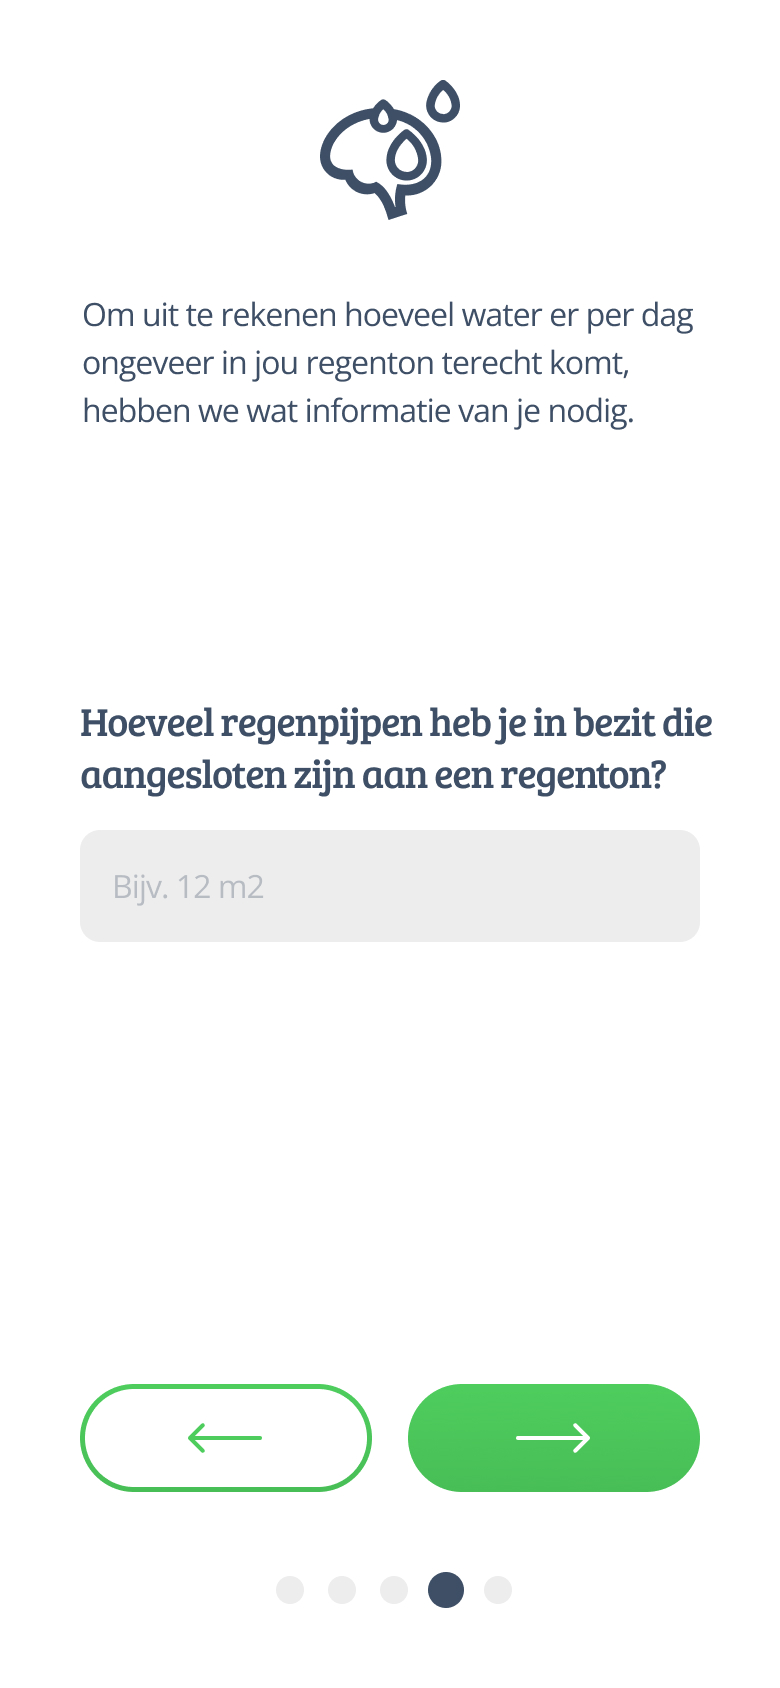 Om uit te rekenen hoeveel water er per dag
ongeveer in jou regenton terecht komt,
hebben we wat informatie van je nodig.
Hoeveel regenpijpen heb je in bezit die
aangesloten zijn aan een regenton?
Bijv. 12 m2